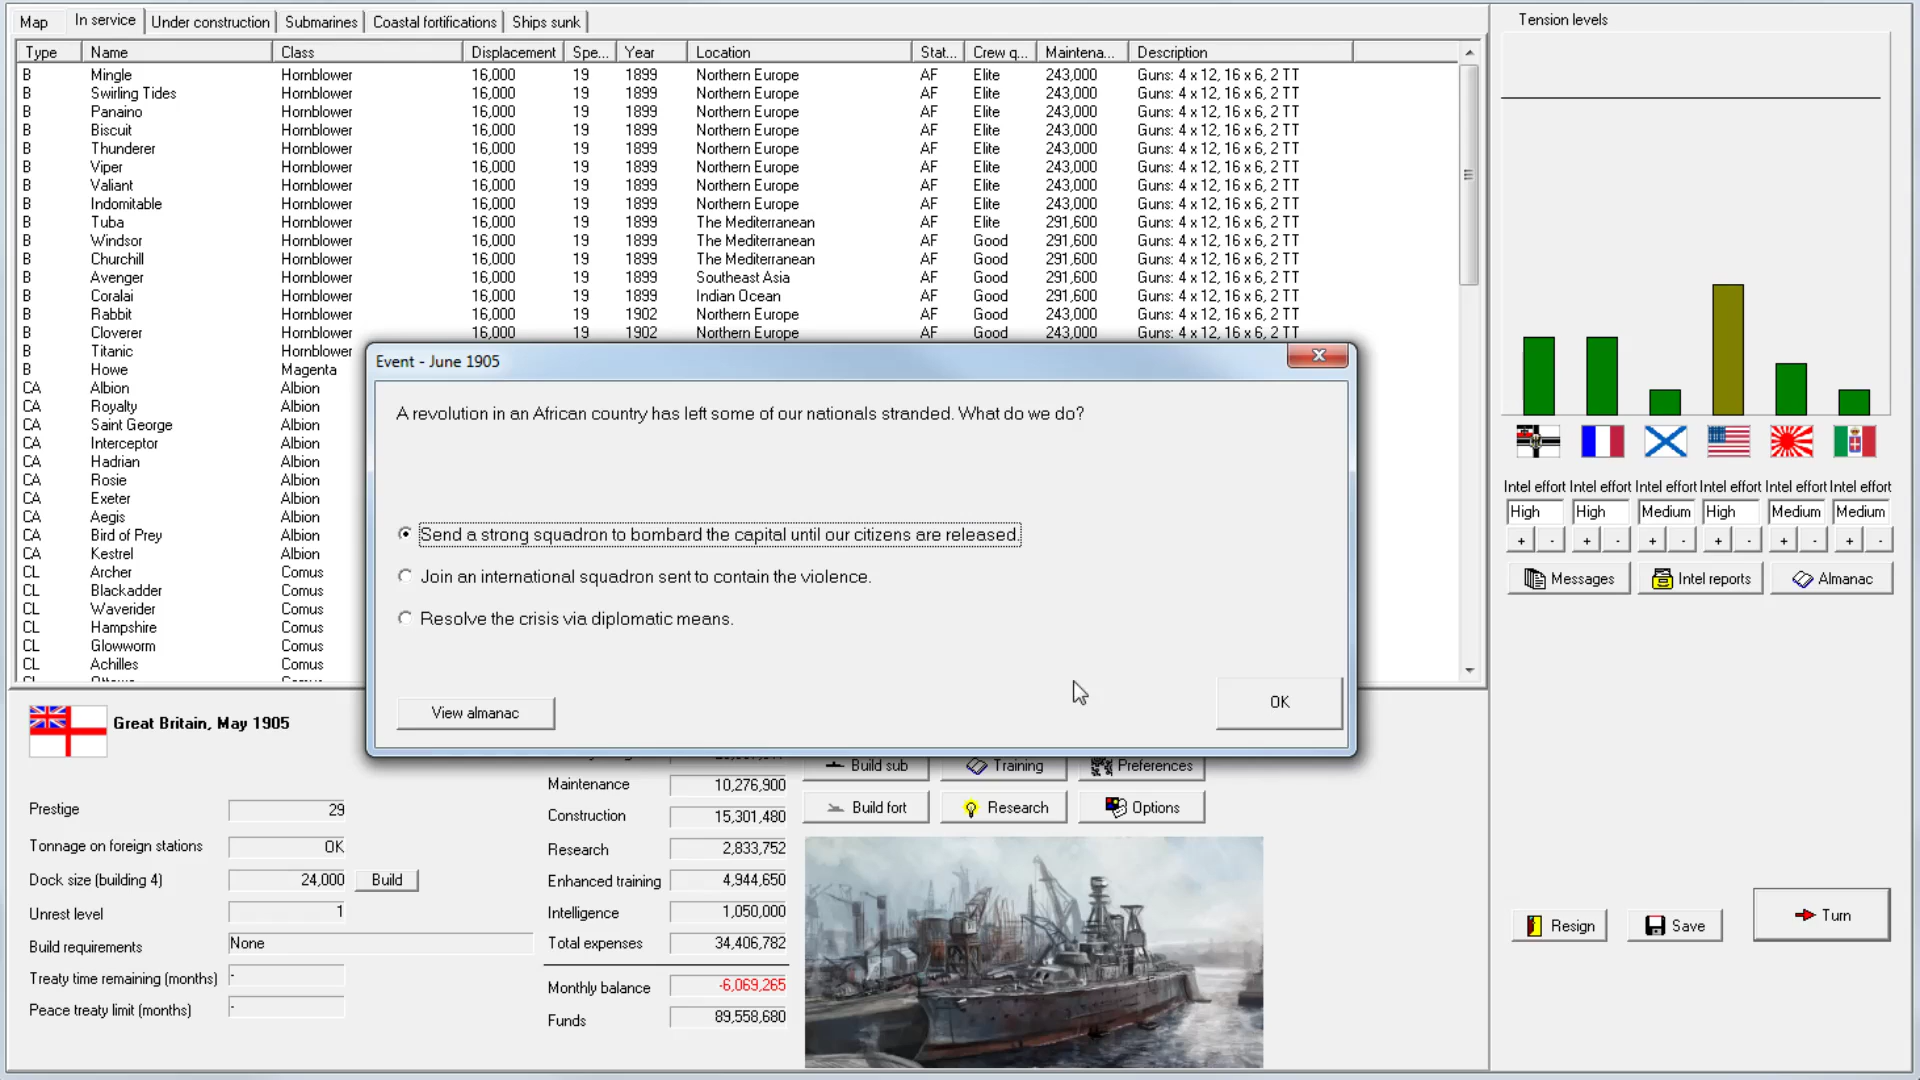 Map In service Under construction Submarines Coastal fortifications Ships sunk
Type Name Class Displacement Spe... Year Location Stat... Crew q... Maintena... Description
B Mingle Hornblower 16,000 19 1899 Northern Europe AF Elite 243,000 Guns: 4 x 12, 16 x 6, 2 TT
B Swirling Tides Hornblower 16,000 19 1899 Northern Europe AF Elite 243,000 Guns: 4 x 12, 16 x 6, 2 TT
B Panaino Hornblower 16,000 19 1899 Northern Europe AF Elite 243,000 Guns: 4 x 12, 16 x 6, 2 TT
B Biscuit Hornblower 16,000 19 1899 Northern Europe AF Elite 243,000 Guns: 4 x 12, 16 x 6, 2 TT
B Thunderer Hornblower 16,000 19 1899 Northern Europe AF Elite 243,000 Guns: 4 x 12, 16 x 6, 2 TT
B Viper Hornblower 16,000 19 1899 Northern Europe AF Elite 243,000 Guns: 4 x 12, 16 x 6, 2 TT
B Valiant Hornblower 16,000 19 1899 Northern Europe AF Elite 243,000 Guns: 4 x 12, 16 x 6, 2 TT
B Indomitable Hornblower 16,000 19 1899 Northern Europe AF Elite 243,000 Guns: 4 x 12, 16 x 6, 2 TT
B Tuba Hornblower 16,000 19 1899 The Mediterranean AF Elite 291,600 Guns: 4 x 12, 16 x 6, 2 TT
B Windsor Hornblower 16,000 19 1899 The Mediterranean AF Good 291,600 Guns: 4 x 12, 16 x 6, 2 TT
B Churchill Hornblower 16,000 19 1899 The Mediterranean AF Good 291,600 Guns: 4 x 12, 16 x 6, 2 TT
B Avenger Hornblower 16,000 19 1899 Southeast Asia AF Good 291,600 Guns: 4 x 12, 16 x 6, 2 TT
B Coralai Hornblower 16,000 19 1899 Indian Ocean AF Good 291,600 Guns: 4 x 12, 16 x 6, 2 TT
B Rabbit Hornblower 16,000 19 1902 Northern Europe AF Good 243,000 Guns: 4 x 12, 16 x 6, 2 TT
B Cloverer Hornblower 16,000 19 1902 Northern Europe AF Good 243,000 Guns: 4 x 12, 16 x 6, 2 TT
B Titanic Hornblower
B Howe Magenta
CA Albion Albion
CA Royalty Albion
CA Saint George Albion
CA Interceptor Albion
CA Hadrian Albion
CA Rosie Albion
CA Exeter Albion
CA Aegis Albion
CA Bird of Prey Albion
CA Kestrel Albion
CL Archer Comus
CL Blackadder Comus
CL Waverider Comus
CL Hampshire Comus
CL Glowworm Comus
CL Achilles Comus
Event - June 1905
A revolution in an African country has left some of our nationals stranded. What do we do?
Send a strong squadron to bombard the capital until our citizens are released.
Join an international squadron sent to contain the violence.
Resolve the crisis via diplomatic means.
View almanac
OK
Great Britain, May 1905
Prestige 29
Tonnage on foreign stations OK
Dock size (building 4) 24,000 Build
Unrest level 1
Build requirements None
Treaty time remaining (months) -
Peace treaty limit (months) -
Maintenance 10,276,900
Construction 15,301,480
Research 2,833,752
Enhanced training 4,944,650
Intelligence 1,050,000
Total expenses 34,406,782
Monthly balance -6,069,265
Funds 89,558,680
Build sub Training Preferences
Build fort Research Options
Tension levels
Intel effort Intel effort Intel effort Intel effort Intel effort Intel effort
High High Medium High Medium Medium
+ - + - + - + - + - + -
Messages Intel reports Almanac
Resign Save Turn